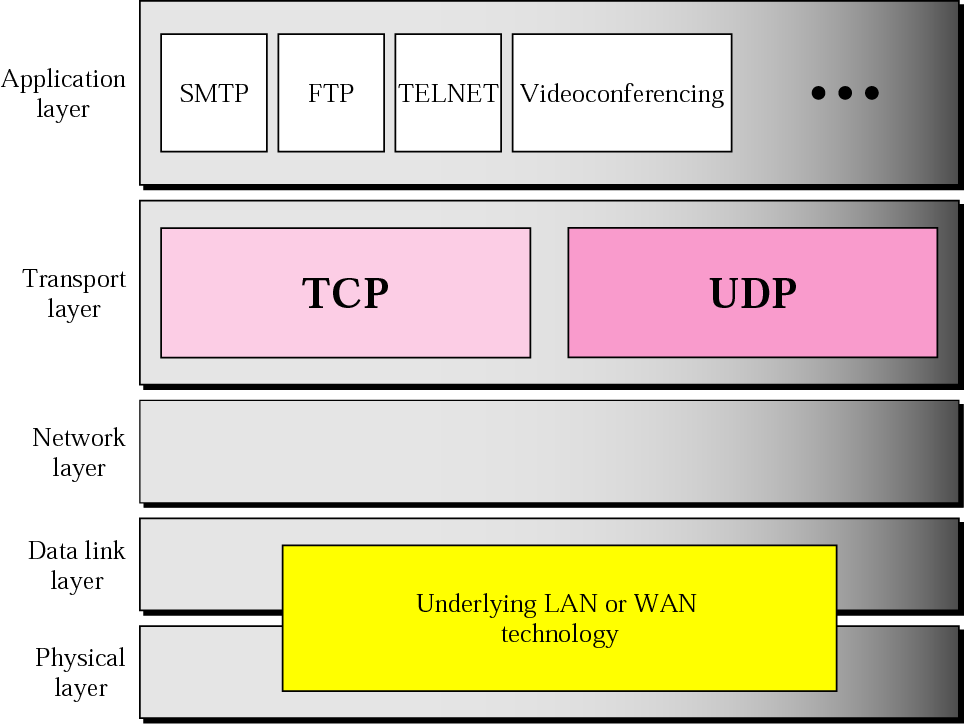 Application
layer
SMTP
FTP
TELNET
Videoconferencing
Transport
layer
TCP
UDP
Network
layer
Data link
layer
Underlying LAN or WAN
technology
Physical
layer